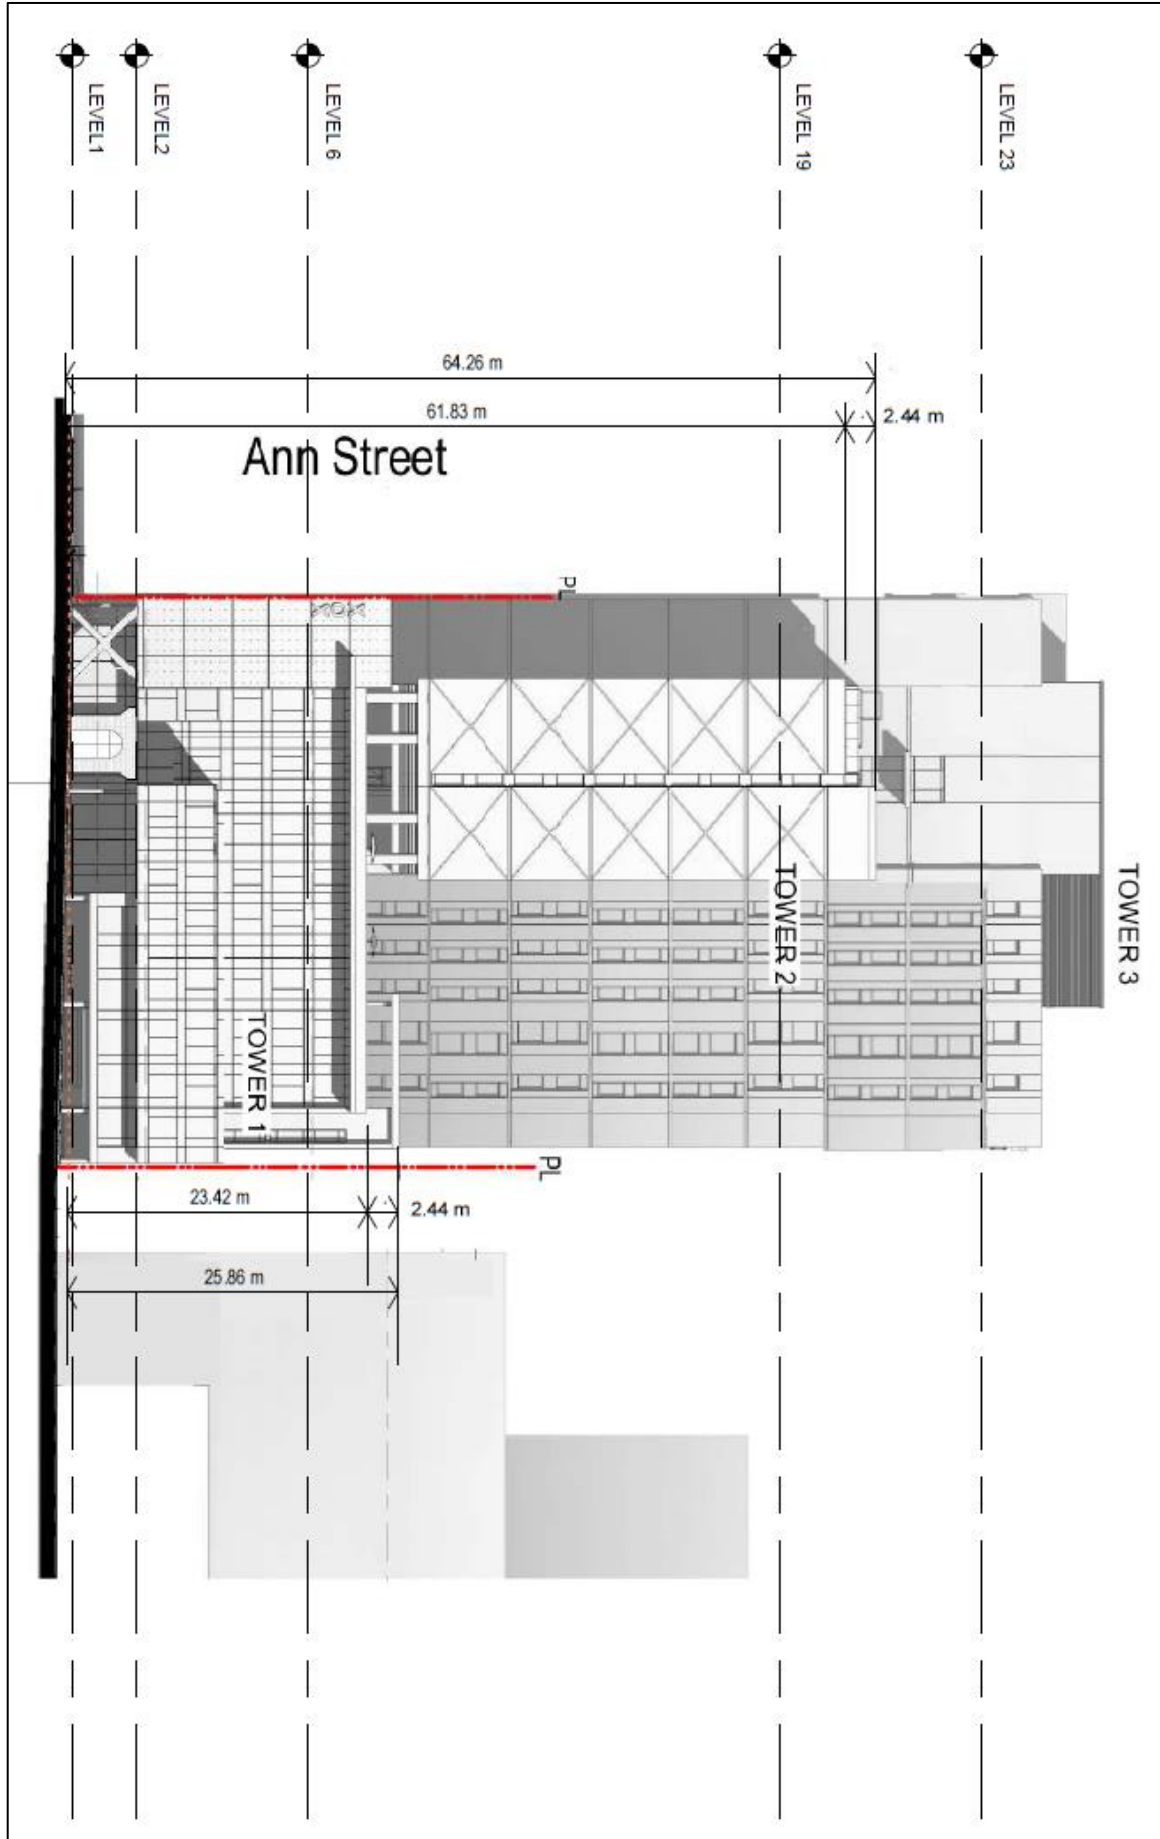 LEVEL1
LEVEL2
LEVEL 6
LEVEL 19
LEVEL 23
64.26 m
61.83 m
2.44 m
Ann Street
PL
TOWER 3
TOWER 2
TOWER 1
PL
23.42 m
2.44 m
25.86 m